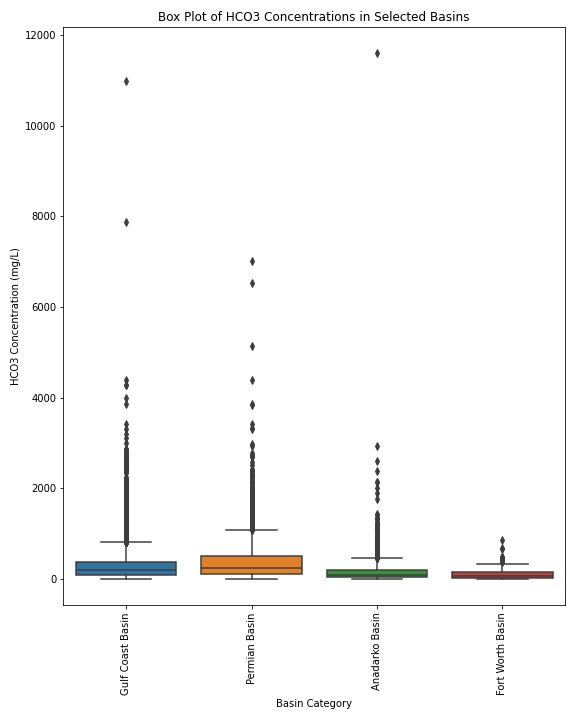 Box Plot of HCO3 Concentrations in Selected Basins
12000
10000
8000
6000
4000
2000
0
HCO3 Concentration (mg/L)
Gulf Coast Basin
Permian Basin
Anadarko Basin
Fort Worth Basin
Basin Category